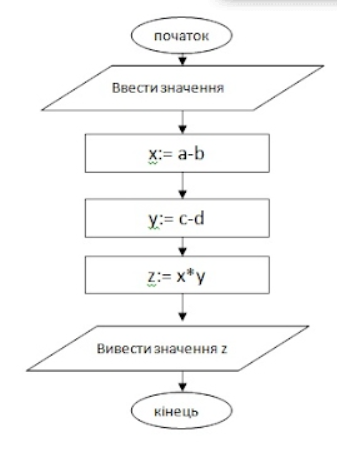 початок
Ввести значення
x:= a-b
y:= c-d
z:= x*y
Вивести значення z
кінець